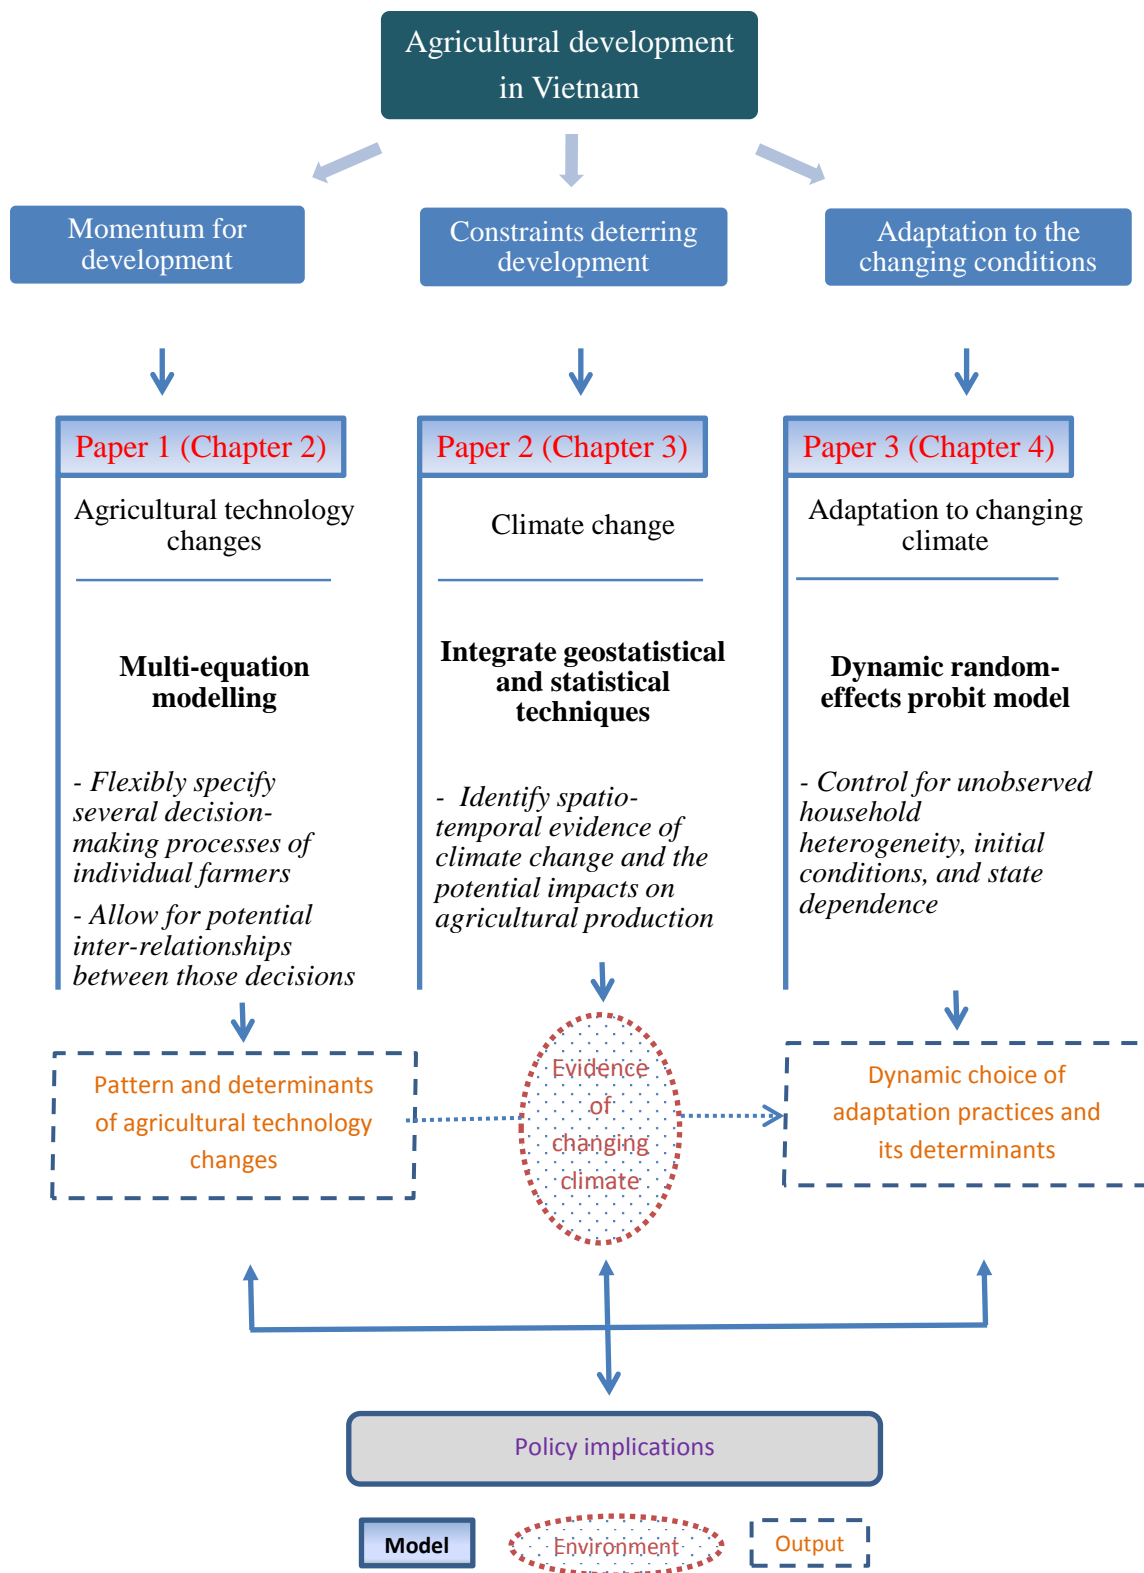 Agricultural development
in Vietnam
Momentum for
development
Constraints deterring
development
Adaptation to the
changing conditions
Paper 1 (Chapter 2)
Agricultural technology
changes
Multi-equation
modelling
- Flexibly specify
several decision-
making processes of
individual farmers
- Allow for potential
inter-relationships
between those decisions
Paper 2 (Chapter 3)
Climate change
Integrate geostatistical
and statistical
techniques
- Identify spatio-
temporal evidence of
climate change and the
potential impacts on
agricultural production
Paper 3 (Chapter 4)
Adaptation to changing
climate
Dynamic random-
effects probit model
- Control for unobserved
household
heterogeneity, initial
conditions, and state
dependence
Pattern and determinants
of agricultural technology
changes
Evidence
of
changing
climate
Dynamic choice of
adaptation practices and
its determinants
Policy implications
Model
Environment
Output